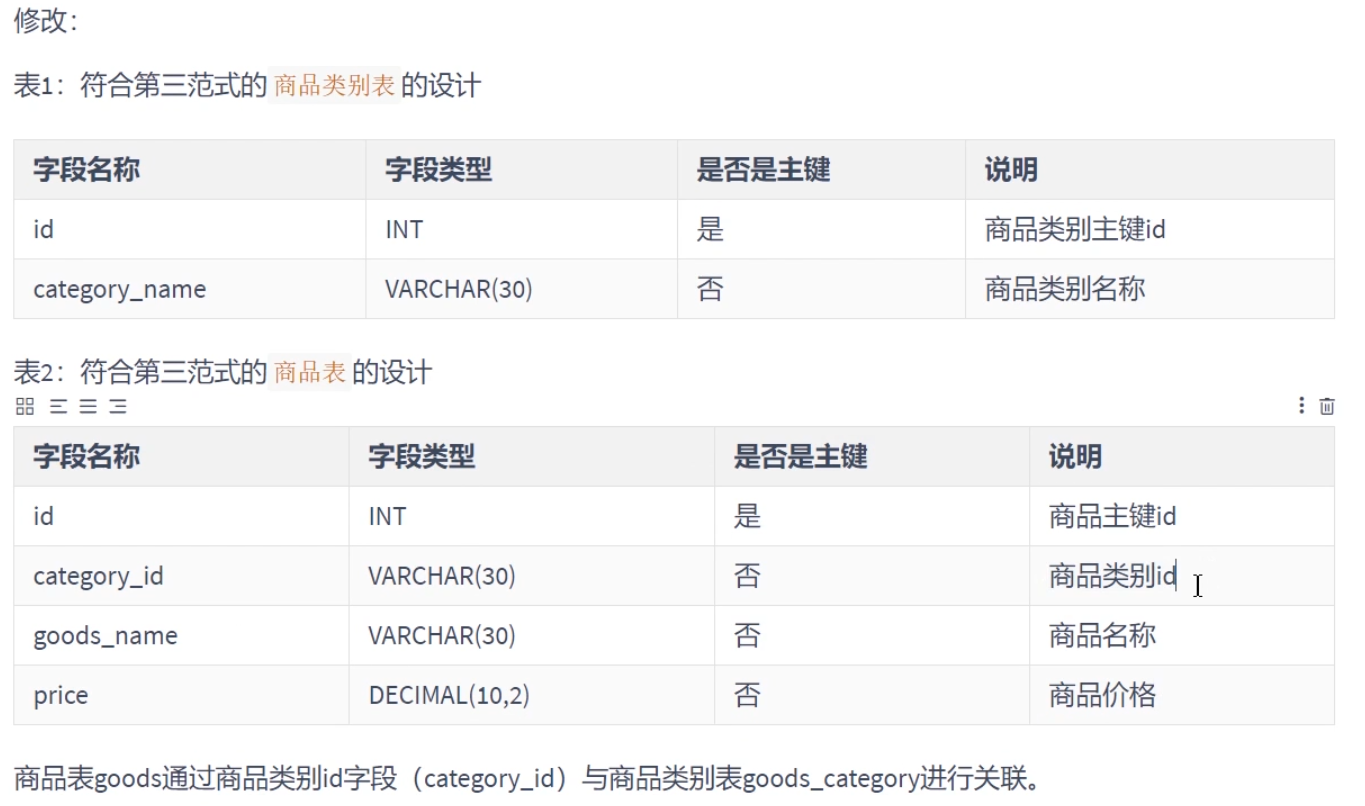 修改：
表1：符合第三范式的 商品类别表 的设计
字段名称 字段类型 是否是主键 说明
id INT 是 商品类别主键id
category_name VARCHAR(30) 否 商品类别名称
表2：符合第三范式的 商品表 的设计
字段名称 字段类型 是否是主键 说明
id INT 是 商品主键id
category_id VARCHAR(30) 否 商品类别id
goods_name VARCHAR(30) 否 商品名称
price DECIMAL(10,2) 否 商品价格
商品表goods通过商品类别id字段（category_id）与商品类别表goods_category进行关联。